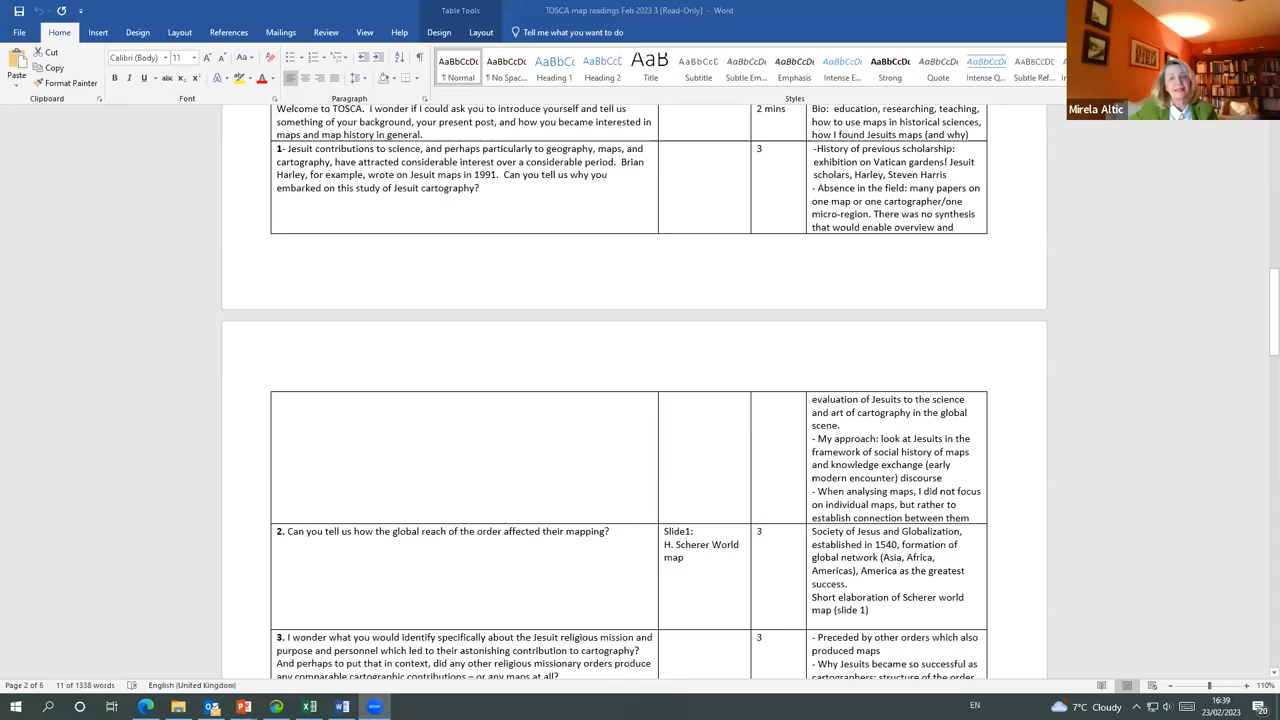 Table Tools
TOSCA map readings Feb 2023 3 [Read-Only] - Word
File Home Insert Design Layout References Mailings Review View Help Design Layout Tell me what you want to do
Paste
Cut
Copy
Format Painter
Clipboard
Calibri (Body) 11
Font
Paragraph
AaBbCcDc AaBbCcDc AaBbCc AaBbCcC AaB AaBbCcC AaBbCcDc AaBbCcDc AaBbCcDc AaBbCcDc AaBbCcDc AaBbCcDc AaBbCcDc
¶ Normal ¶ No Spac... Heading 1 Heading 2 Title Subtitle Subtle Em... Emphasis Intense E... Strong Quote Intense Q... Subtle Ref...
Styles
Mirela Altic
Welcome to TOSCA. I wonder if I could ask you to introduce yourself and tell us
something of your background, your present post, and how you became interested in
maps and map history in general.
2 mins
Bio: education, researching, teaching,
how to use maps in historical sciences,
how I found Jesuits maps (and why)
1- Jesuit contributions to science, and perhaps particularly to geography, maps, and
cartography, have attracted considerable interest over a considerable period. Brian
Harley, for example, wrote on Jesuit maps in 1991. Can you tell us why you
embarked on this study of Jesuit cartography?
3
-History of previous scholarship:
exhibition on Vatican gardens! Jesuit
scholars, Harley, Steven Harris
- Absence in the field: many papers on
one map or one cartographer/one
micro-region. There was no synthesis
that would enable overview and
evaluation of Jesuits to the science
and art of cartography in the global
scene.
- My approach: look at Jesuits in the
framework of social history of maps
and knowledge exchange (early
modern encounter) discourse
- When analysing maps, I did not focus
on individual maps, but rather to
establish connection between them
2. Can you tell us how the global reach of the order affected their mapping?
Slide1:
H. Scherer World
map
3
Society of Jesus and Globalization,
established in 1540, formation of
global network (Asia, Africa,
Americas), America as the greatest
success.
Short elaboration of Scherer world
map (slide 1)
3. I wonder what you would identify specifically about the Jesuit religious mission and
purpose and personnel which led to their astonishing contribution to cartography?
And perhaps to put that in context, did any other religious missionary orders produce
any comparable cartographic contributions – or any maps at all?
3
- Preceded by other orders which also
produced maps
- Why Jesuits became so successful as
cartographers: structure of the order
Page 2 of 6 11 of 1338 words English (United Kingdom) 110%
7°C Cloudy EN 16:39
23/02/2023
20